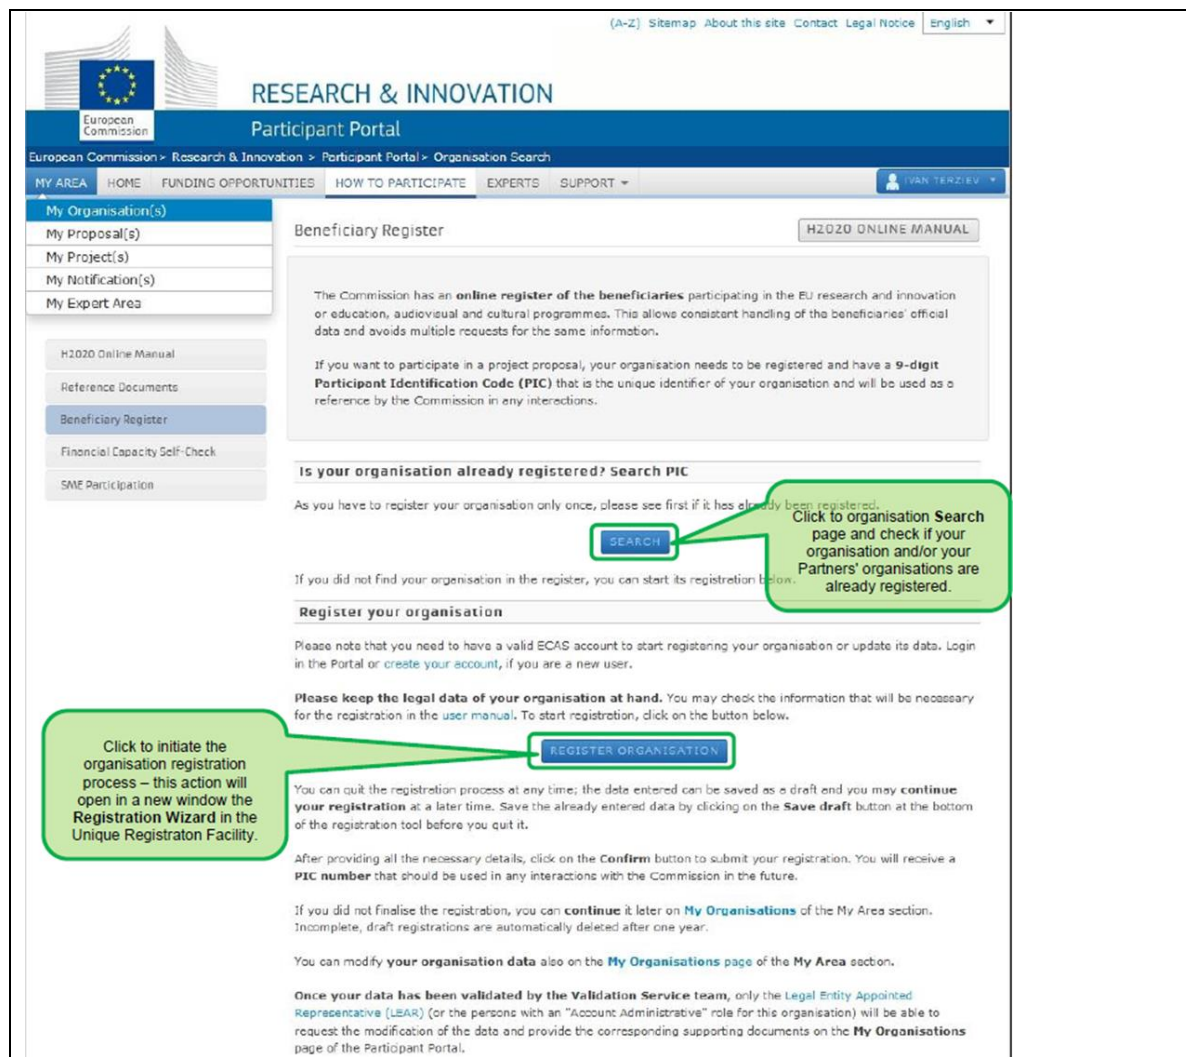 (A-Z) Sitemap About this site Contact Legal Notice English
European
Commission
RESEARCH & INNOVATION
Participant Portal
European Commission > Research & Innovation > Participant Portal > Organisation Search
MY AREA HOME FUNDING OPPORTUNITIES HOW TO PARTICIPATE EXPERTS SUPPORT
IVAN TERZIEV
My Organisation(s)
My Proposal(s)
My Project(s)
My Notification(s)
My Expert Area
H2020 Online Manual
Reference Documents
Beneficiary Register
Financial Capacity Self-Check
SME Participation
Beneficiary Register
H2020 ONLINE MANUAL
The Commission has an online register of the beneficiaries participating in the EU research and innovation
or education, audiovisual and cultural programmes. This allows consistent handling of the beneficiaries' official
data and avoids multiple requests for the same information.
If you want to participate in a project proposal, your organisation needs to be registered and have a 9-digit
Participant Identification Code (PIC) that is the unique identifier of your organisation and will be used as a
reference by the Commission in any interactions.
Is your organisation already registered? Search PIC
As you have to register your organisation only once, please see first if it has already been registered.
SEARCH
Click to organisation Search
page and check if your
organisation and/or your
Partners' organisations are
already registered.
If you did not find your organisation in the register, you can start its registration below.
Register your organisation
Please note that you need to have a valid ECAS account to start registering your organisation or update its data. Login
in the Portal or create your account, if you are a new user.
Please keep the legal data of your organisation at hand. You may check the information that will be necessary
for the registration in the user manual. To start registration, click on the button below.
REGISTER ORGANISATION
Click to initiate the
organisation registration
process – this action will
open in a new window the
Registration Wizard in the
Unique Registraton Facility.
You can quit the registration process at any time; the data entered can be saved as a draft and you may continue
your registration at a later time. Save the already entered data by clicking on the Save draft button at the bottom
of the registration tool before you quit it.
After providing all the necessary details, click on the Confirm button to submit your registration. You will receive a
PIC number that should be used in any interactions with the Commission in the future.
If you did not finalise the registration, you can continue it later on My Organisations of the My Area section.
Incomplete, draft registrations are automatically deleted after one year.
You can modify your organisation data also on the My Organisations page of the My Area section.
Once your data has been validated by the Validation Service team, only the Legal Entity Appointed
Representative (LEAR) (or the persons with an "Account Administrative" role for this organisation) will be able to
request the modification of the data and provide the corresponding supporting documents on the My Organisations
page of the Participant Portal.